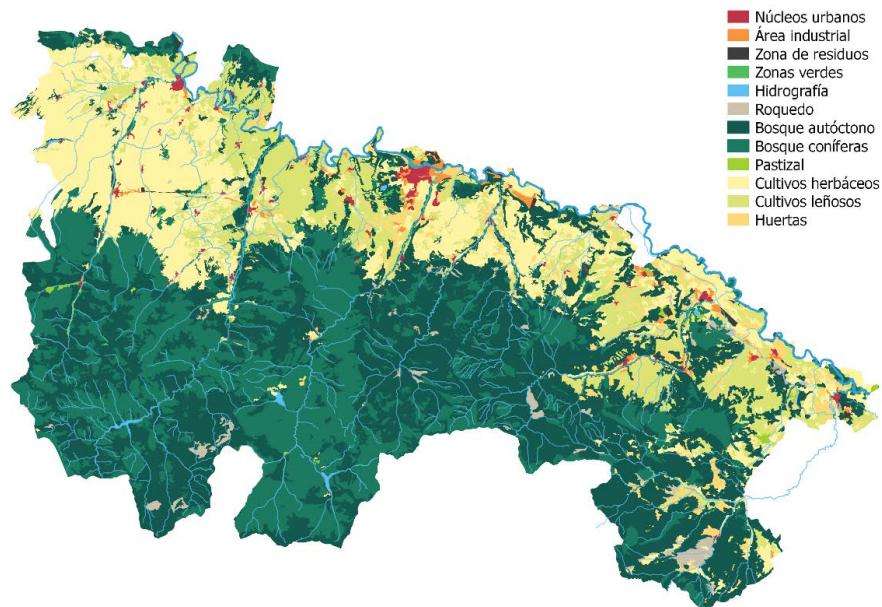 Núcleos urbanos
Área industrial
Zona de residuos
Zonas verdes
Hidrografía
Roquedo
Bosque autóctono
Bosque coníferas
Pastizal
Cultivos herbáceos
Cultivos leñosos
Huertas